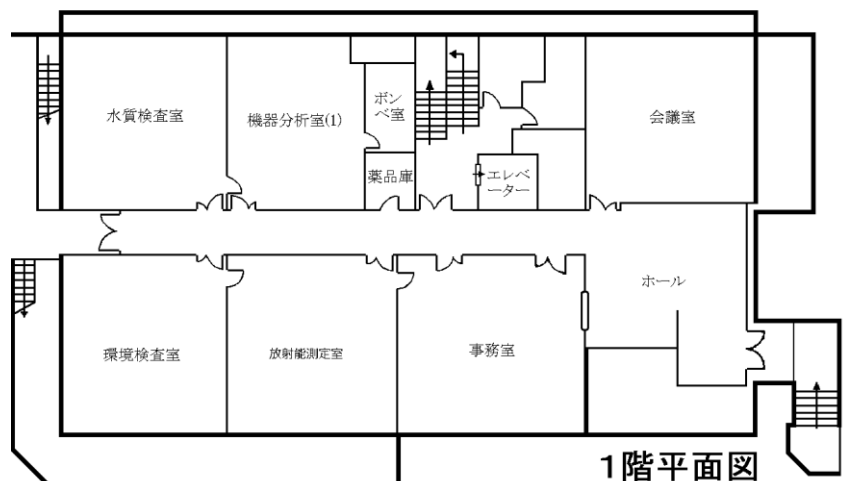 水質検査室
機器分析室(1)
ボン
ベ室
会議室
薬品庫
エレベ
ーター
ホール
環境検査室
放射能測定室
事務室
1階平面図